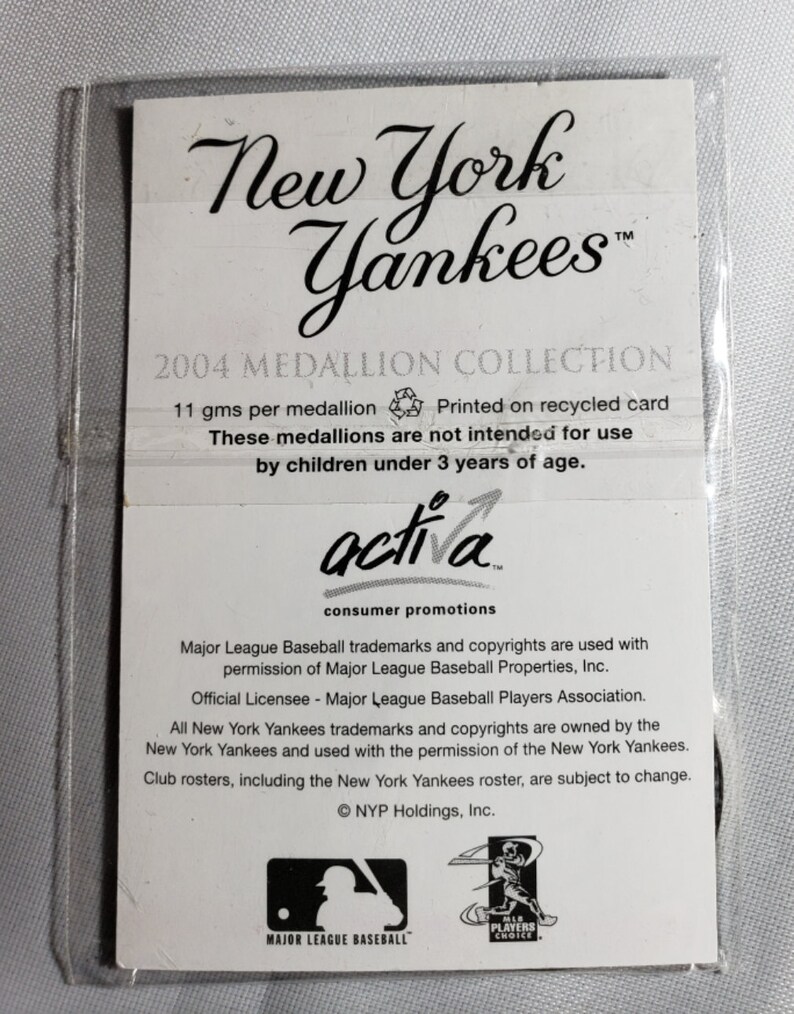 New York
Yankees™
2004 MEDALLION COLLECTION
11 gms per medallion Printed on recycled card
These medallions are not intended for use
by children under 3 years of age.
activa™
consumer promotions
Major League Baseball trademarks and copyrights are used with
permission of Major League Baseball Properties, Inc.
Official Licensee - Major League Baseball Players Association.
All New York Yankees trademarks and copyrights are owned by the
New York Yankees and used with the permission of the New York Yankees.
Club rosters, including the New York Yankees roster, are subject to change.
© NYP Holdings, Inc.
MAJOR LEAGUE BASEBALL™
MLB
PLAYERS
CHOICE